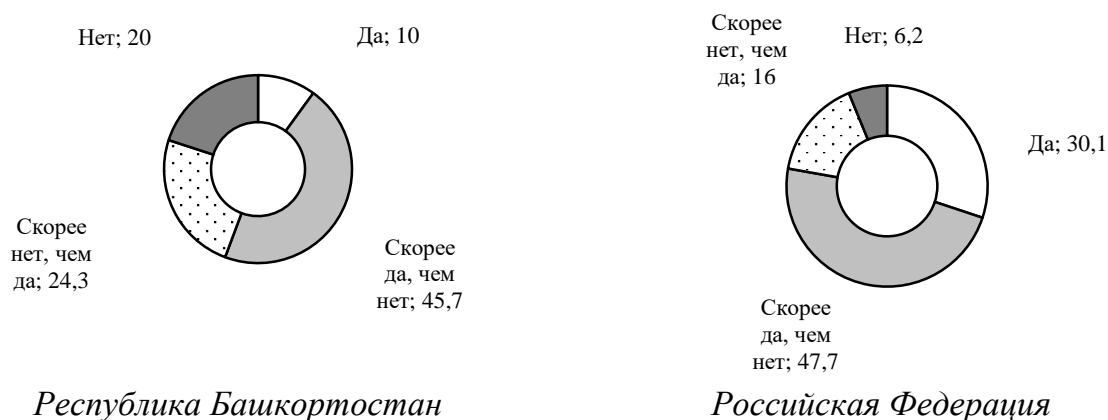 Нет; 20
Да; 10
Скорее
нет, чем
да; 24,3
Скорее
да, чем
нет; 45,7
Республика Башкортостан
Скорее
нет, чем
да; 16
Нет; 6,2
Да; 30,1
Скорее
да, чем
нет; 47,7
Российская Федерация